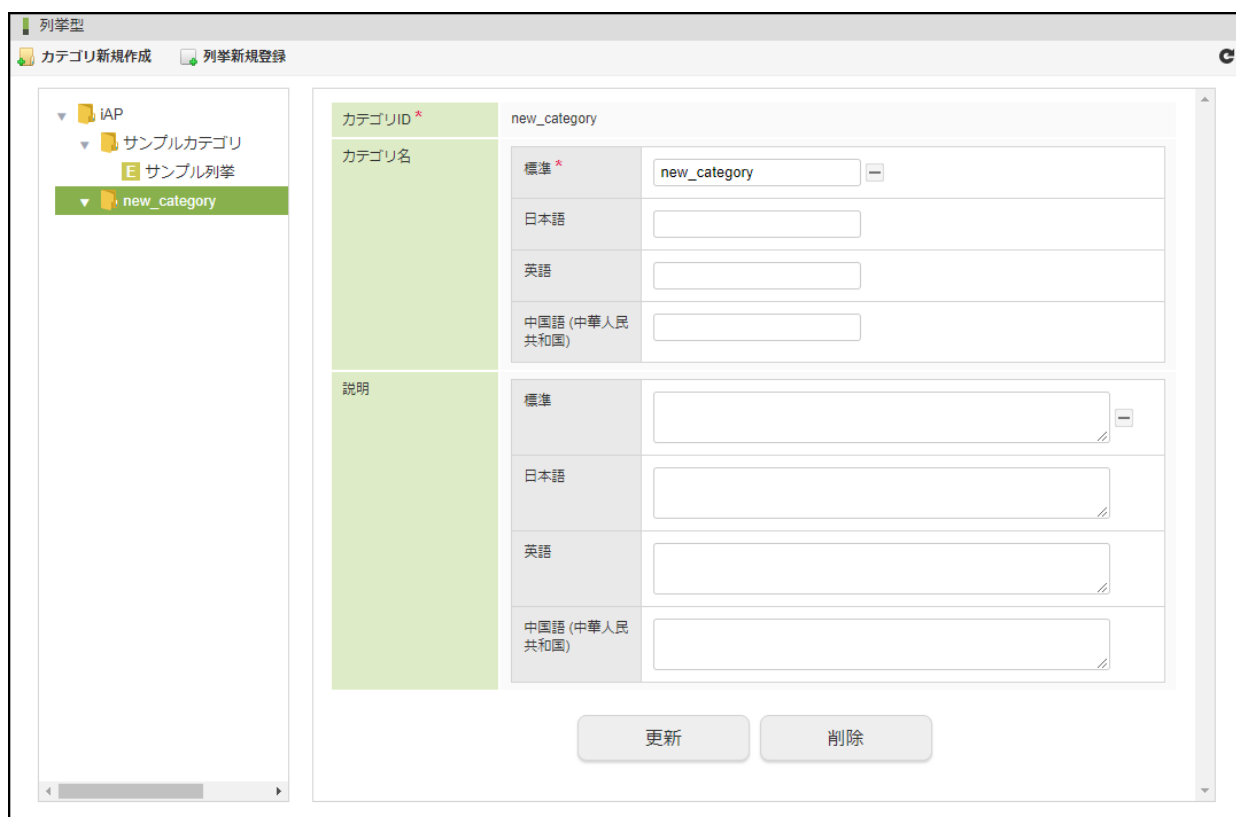 列挙型
カテゴリ新規作成 列挙新規登録
iAP
サンプルカテゴリ
E サンプル列挙
new_category
カテゴリID * new_category
カテゴリ名
標準 * new_category
日本語
英語
中国語 (中華人民
共和国)
説明
標準
日本語
英語
中国語 (中華人民
共和国)
更新 削除